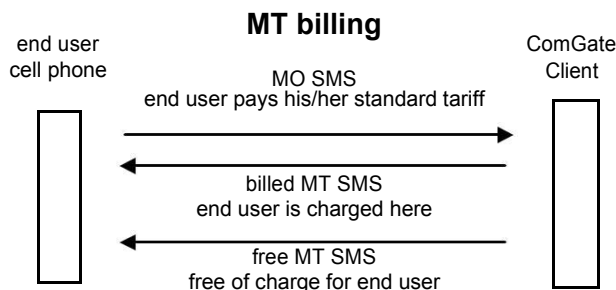 MT billing
end user
cell phone
ComGate
Client
MO SMS
end user pays his/her standard tariff
billed MT SMS
end user is charged here
free MT SMS
free of charge for end user